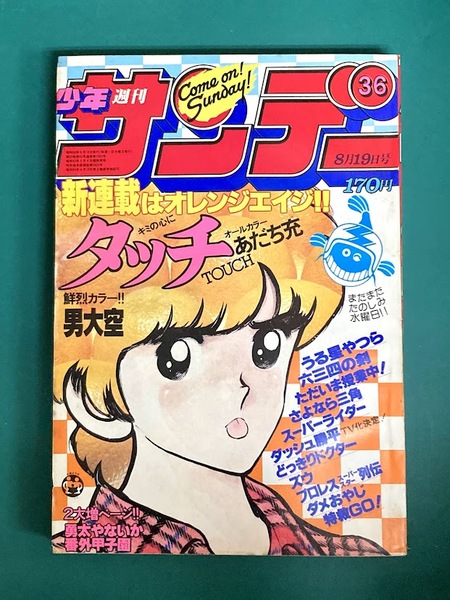 少年
週刊
サンデー
Come on!
Sunday!
36
8月19日号
170円
新連載はオレンジエイジ!!
キミの心に
タッチ
TOUCH
オールカラー
あだち充
鮮烈カラー!!
男大空
まだまだ
たのしみ
水曜日!!
うる星やつら
六三四の剣
ただいま授業中!
さよなら三角
スーパーライダー
ダッシュ勝平
TV化決定!
どっきりドクター
ズウ
プロレススーパースター列伝
ダメおやじ
特救GO!
2大増ページ!!
勇太やないか
番外甲子園